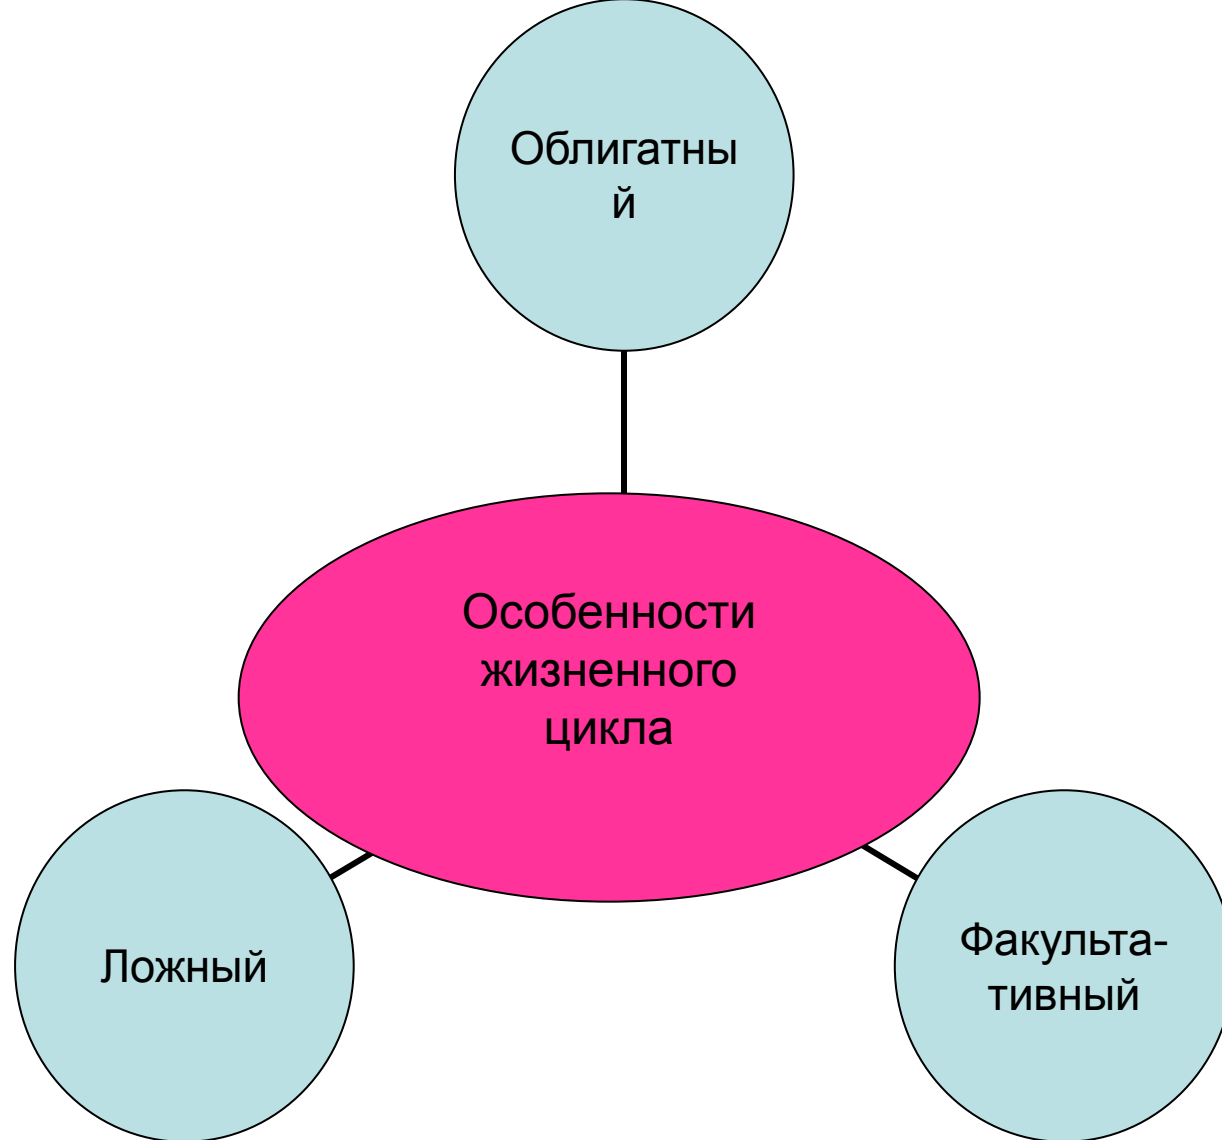 Облигатны
й
Особенности
жизненного
цикла
Ложный
Факульта-
тивный